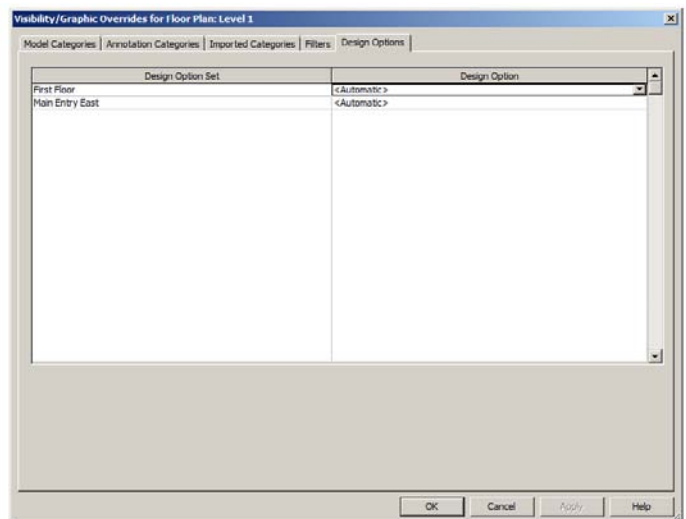 Visibility/Graphic Overrides for Floor Plan: Level 1
Model Categories Annotation Categories Imported Categories Filters Design Options
Design Option Set Design Option
First Floor <Automatic>
Main Entry East <Automatic>
OK Cancel Apply Help